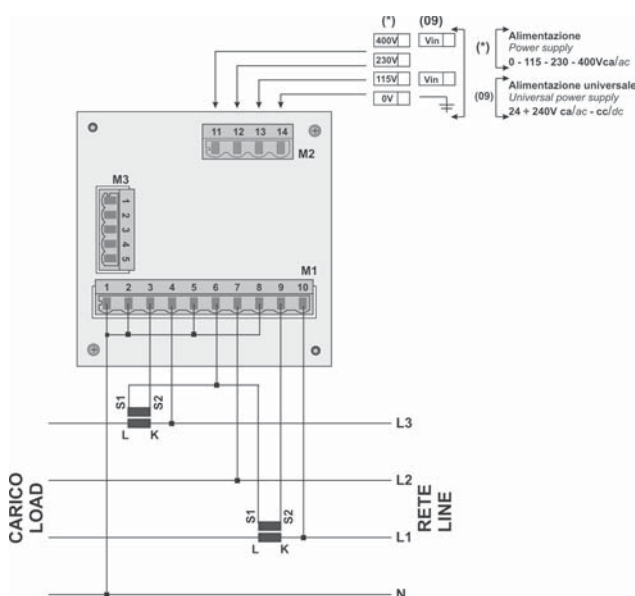 (*) (09)
400V Vin
230V
115V Vin
0V
(*) Alimentazione
Power supply
0 - 115 - 230 - 400Vca/ac
(09) Alimentazione universale
Universal power supply
24 ÷ 240V ca/ac - cc/dc
11 12 13 14
M2
M3
1
2
3
4
5
M1
1 2 3 4 5 6 7 8 9 10
S1 S2
L K
L3
L2
S1 S2
L K
L1
N
CARICO
LOAD
RETE
LINE